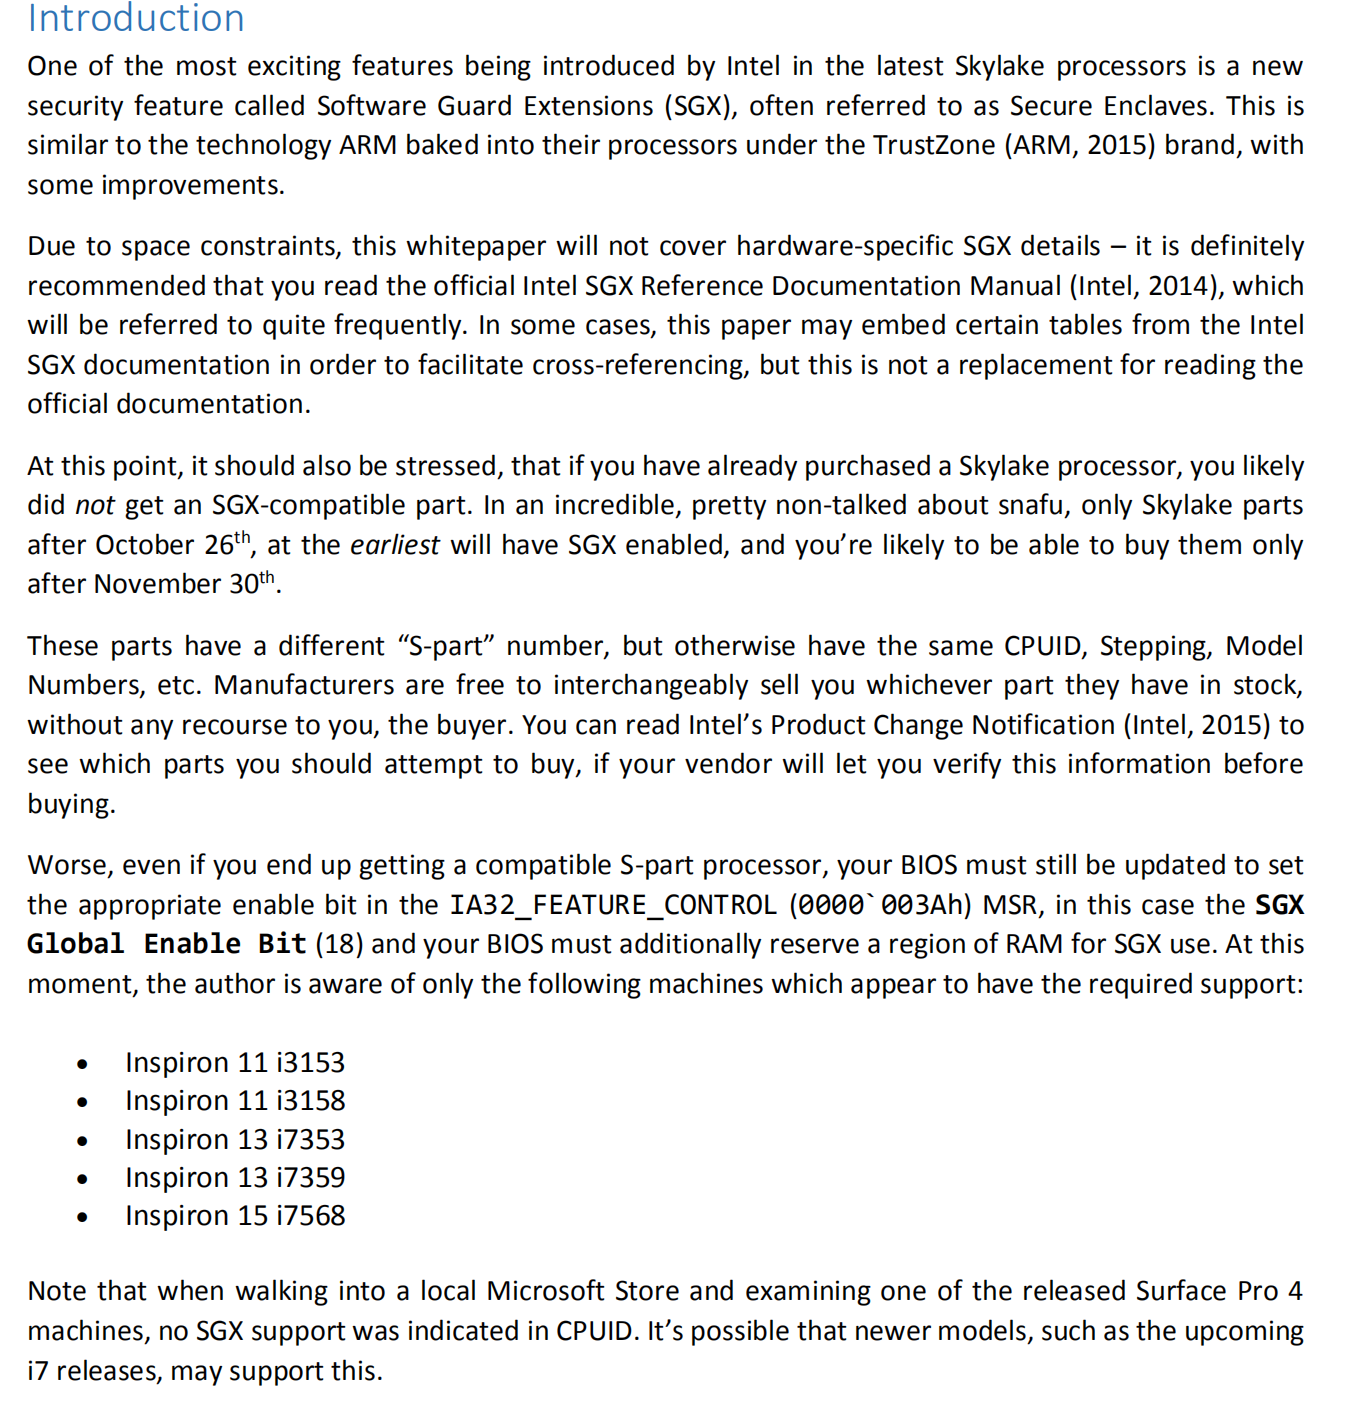 Introduction
One of the most exciting features being introduced by Intel in the latest Skylake processors is a new
security feature called Software Guard Extensions (SGX), often referred to as Secure Enclaves. This is
similar to the technology ARM baked into their processors under the TrustZone (ARM, 2015) brand, with
some improvements.
Due to space constraints, this whitepaper will not cover hardware-specific SGX details – it is definitely
recommended that you read the official Intel SGX Reference Documentation Manual (Intel, 2014), which
will be referred to quite frequently. In some cases, this paper may embed certain tables from the Intel
SGX documentation in order to facilitate cross-referencing, but this is not a replacement for reading the
official documentation.
At this point, it should also be stressed, that if you have already purchased a Skylake processor, you likely
did not get an SGX-compatible part. In an incredible, pretty non-talked about snafu, only Skylake parts
after October 26th, at the earliest will have SGX enabled, and you’re likely to be able to buy them only
after November 30th.
These parts have a different “S-part” number, but otherwise have the same CPUID, Stepping, Model
Numbers, etc. Manufacturers are free to interchangeably sell you whichever part they have in stock,
without any recourse to you, the buyer. You can read Intel’s Product Change Notification (Intel, 2015) to
see which parts you should attempt to buy, if your vendor will let you verify this information before
buying.
Worse, even if you end up getting a compatible S-part processor, your BIOS must still be updated to set
the appropriate enable bit in the IA32_FEATURE_CONTROL (0000`003Ah) MSR, in this case the SGX
Global Enable Bit (18) and your BIOS must additionally reserve a region of RAM for SGX use. At this
moment, the author is aware of only the following machines which appear to have the required support:
• Inspiron 11 i3153
• Inspiron 11 i3158
• Inspiron 13 i7353
• Inspiron 13 i7359
• Inspiron 15 i7568
Note that when walking into a local Microsoft Store and examining one of the released Surface Pro 4
machines, no SGX support was indicated in CPUID. It’s possible that newer models, such as the upcoming
i7 releases, may support this.